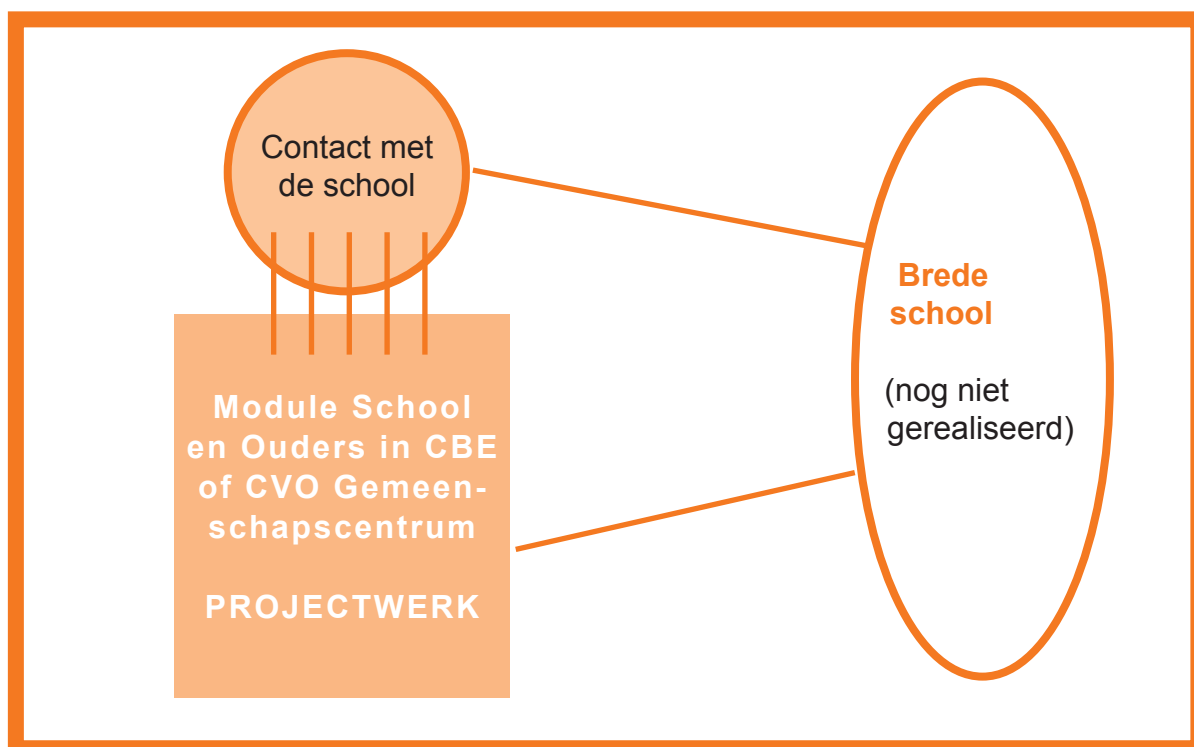 Contact met
de school
Module School
en Ouders in CBE
of CVO Gemeen-
schapscentrum
PROJECTWERK
Brede
school
(nog niet
gerealiseerd)